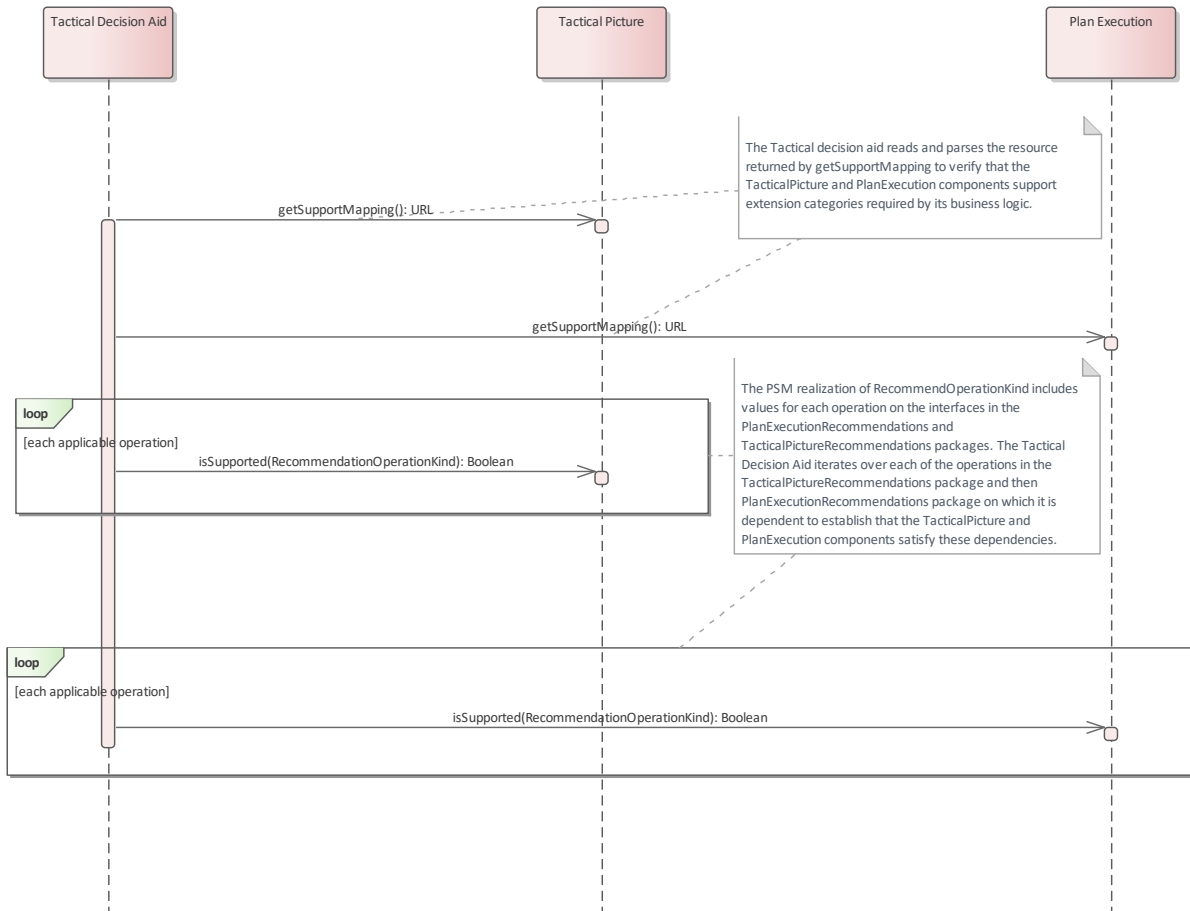 Tactical Decision Aid
Tactical Picture
Plan Execution
The Tactical decision aid reads and parses the resource
returned by getSupportMapping to verify that the
TacticalPicture and PlanExecution components support
extension categories required by its business logic.
getSupportMapping(): URL
getSupportMapping(): URL
The PSM realization of RecommendOperationKind includes
values for each operation on the interfaces in the
PlanExecutionRecommendations and
TacticalPictureRecommendations packages. The Tactical
Decision Aid iterates over each of the operations in the
TacticalPictureRecommendations package and then
PlanExecutionRecommendations package on which it is
dependent to establish that the TacticalPicture and
PlanExecution components satisfy these dependencies.
loop
[each applicable operation]
isSupported(RecommendationOperationKind): Boolean
loop
[each applicable operation]
isSupported(RecommendationOperationKind): Boolean